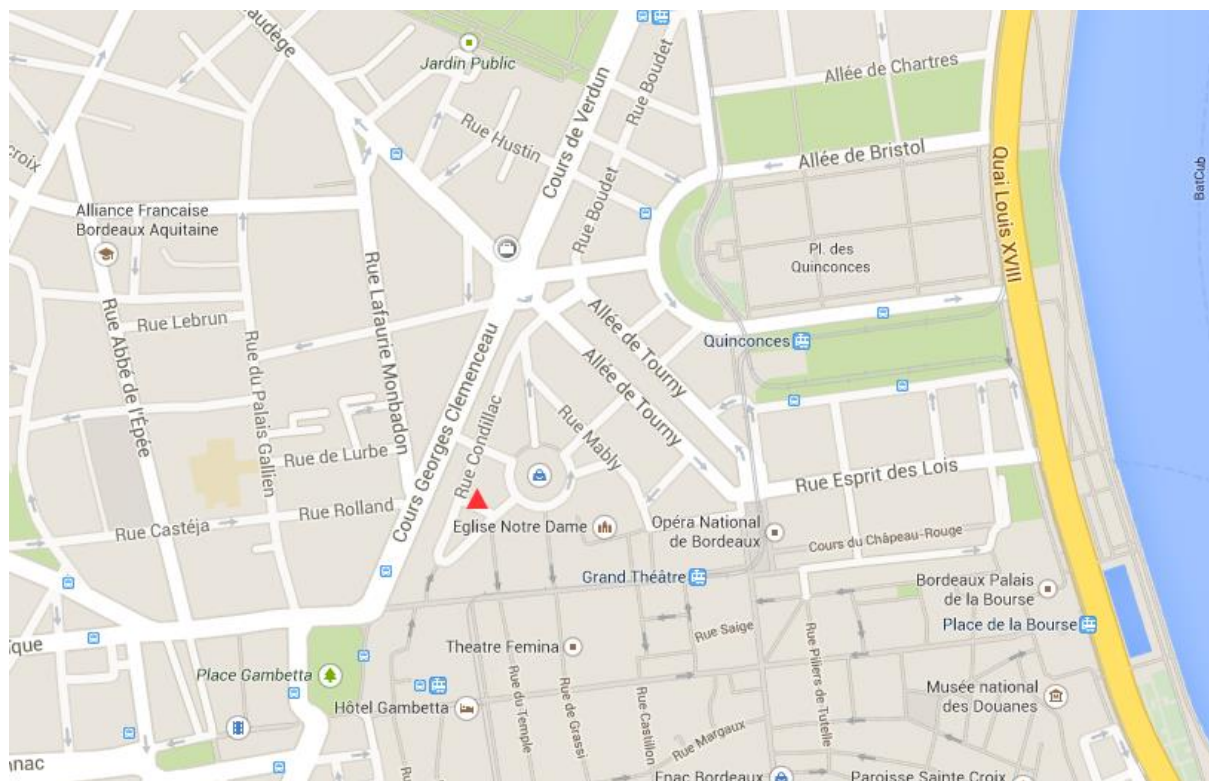 audège
Jardin Public
Cours de Verdun
Rue Boudet
Allée de Chartres
Rue Hustin
Allée de Bristol
Quai Louis XVIII
BatCub
croix
Alliance Francaise
Bordeaux Aquitaine
Rue Boudet
Pl. des
Quinconces
Rue Lebrun
Rue Abbé de l'Épée
Rue du Palais Gallien
Rue Lafaurie Monbadon
Cours Georges Clemenceau
Allée de Tourny
Allée de Tourny
Quinconces
Rue Condillac
Rue Mably
Rue de Lurbe
Rue Esprit des Lois
Rue Castéja
Rue Rolland
Eglise Notre Dame
Opéra National
de Bordeaux
Cours du Châpeau-Rouge
Grand Théâtre
Bordeaux Palais
de la Bourse
Place de la Bourse
ïque
Theatre Femina
Rue Saige
Rue Piliers de Tutelle
Place Gambetta
Hôtel Gambetta
Rue du Temple
Rue de Grassi
Rue Castillon
Rue Margaux
Musée national
des Douanes
nnac
Enac Bordeaux
Paroisse Sainte Croix